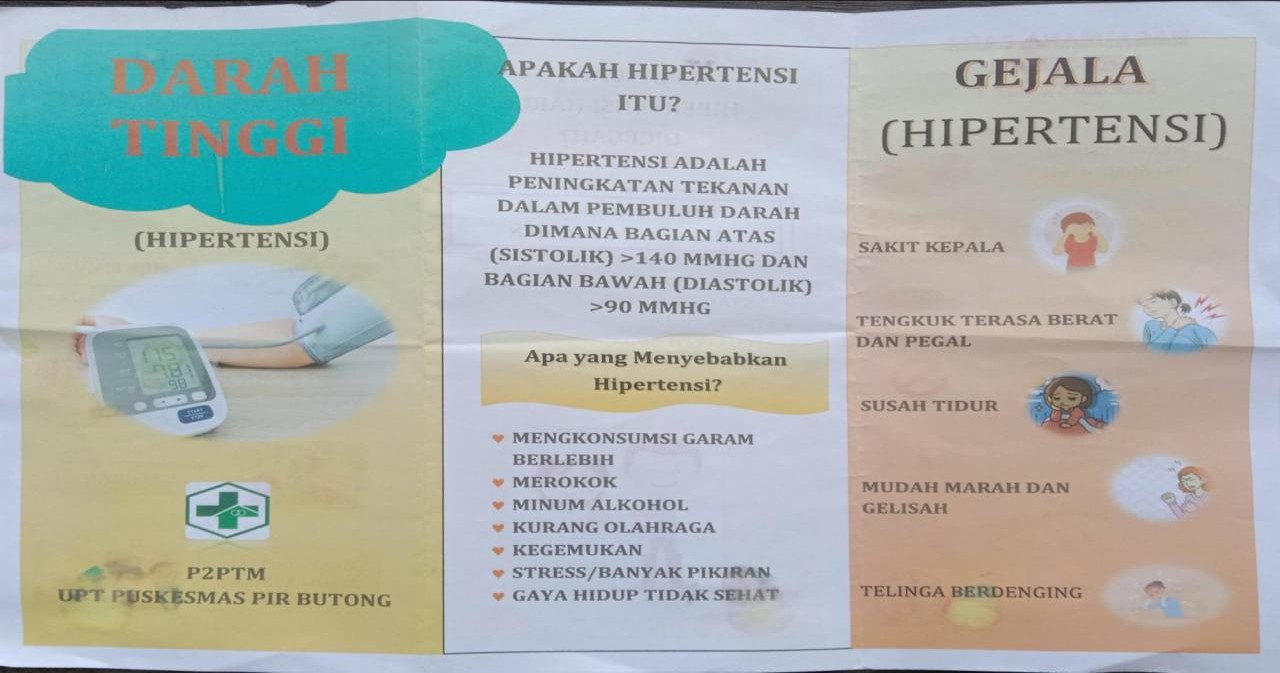 DARAH
TINGGI
(HIPERTENSI)
P2PTM
UPT PUSKESMAS PIR BUTONG
APAKAH HIPERTENSI
ITU?
HIPERTENSI ADALAH
PENINGKATAN TEKANAN
DALAM PEMBULUH DARAH
DIMANA BAGIAN ATAS
(SISTOLIK) >140 MMHG DAN
BAGIAN BAWAH (DIASTOLIK)
>90 MMHG
Apa yang Menyebabkan
Hipertensi?
MENGKONSUMSI GARAM
BERLEBIH
MEROKOK
MINUM ALKOHOL
KURANG OLAHRAGA
KEGEMUKAN
STRESS/BANYAK PIKIRAN
GAYA HIDUP TIDAK SEHAT
GEJALA
(HIPERTENSI)
SAKIT KEPALA
TENGKUK TERASA BERAT
DAN PEGAL
SUSAH TIDUR
MUDAH MARAH DAN
GELISAH
TELINGA BERDENGING